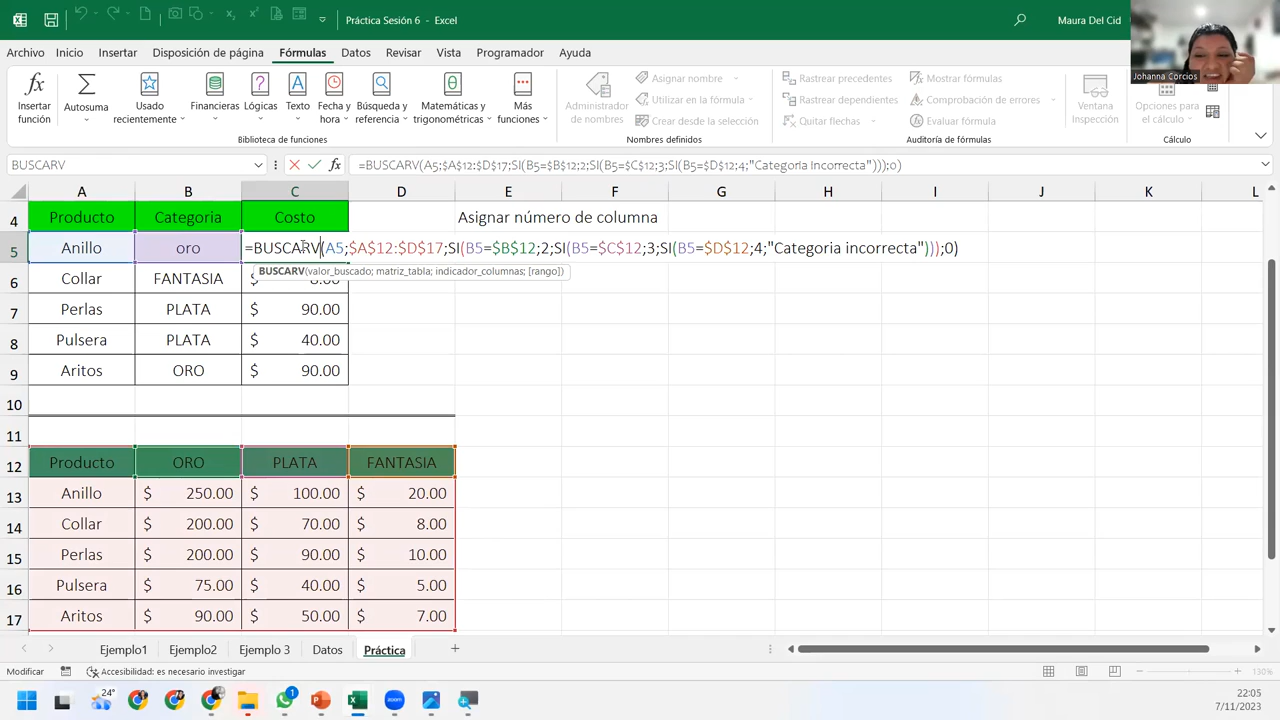 Práctica Sesión 6 - Excel
Maura Del Cid
Johanna Corcios
Archivo Inicio Insertar Disposición de página Fórmulas Datos Revisar Vista Programador Ayuda
Insertar función
Autosuma
Usado recientemente
Financieras
Lógicas
Texto
Fecha y hora
Búsqueda y referencia
Matemáticas y trigonométricas
Más funciones
Biblioteca de funciones
Administrador de nombres
Asignar nombre
Utilizar en la fórmula
Crear desde la selección
Nombres definidos
Rastrear precedentes
Rastrear dependientes
Quitar flechas
Mostrar fórmulas
Comprobación de errores
Evaluar fórmula
Auditoría de fórmulas
Ventana Inspección
Opciones para el cálculo
Cálculo
BUSCARV
fx
=BUSCARV(A5;$A$12:$D$17;SI(B5=$B$12;2;SI(B5=$C$12;3;SI(B5=$D$12;4;"Categoria incorrecta")));0)
A B C D E F G H I J K L
4 Producto Categoria Costo Asignar número de columna
5 Anillo oro =BUSCARV(A5;$A$12:$D$17;SI(B5=$B$12;2;SI(B5=$C$12;3;SI(B5=$D$12;4;"Categoria incorrecta")));0)
BUSCARV(valor_buscado; matriz_tabla; indicador_columnas; [rango])
6 Collar FANTASIA $ 8.00
7 Perlas PLATA $ 90.00
8 Pulsera PLATA $ 40.00
9 Aritos ORO $ 90.00
10
11
12 Producto ORO PLATA FANTASIA
13 Anillo $ 250.00 $ 100.00 $ 20.00
14 Collar $ 200.00 $ 70.00 $ 8.00
15 Perlas $ 200.00 $ 90.00 $ 10.00
16 Pulsera $ 75.00 $ 40.00 $ 5.00
17 Aritos $ 90.00 $ 50.00 $ 7.00
Ejemplo1 Ejemplo2 Ejemplo 3 Datos Práctica
Modificar Accesibilidad: es necesario investigar 130%
24° 1 zoom 22:05
7/11/2023